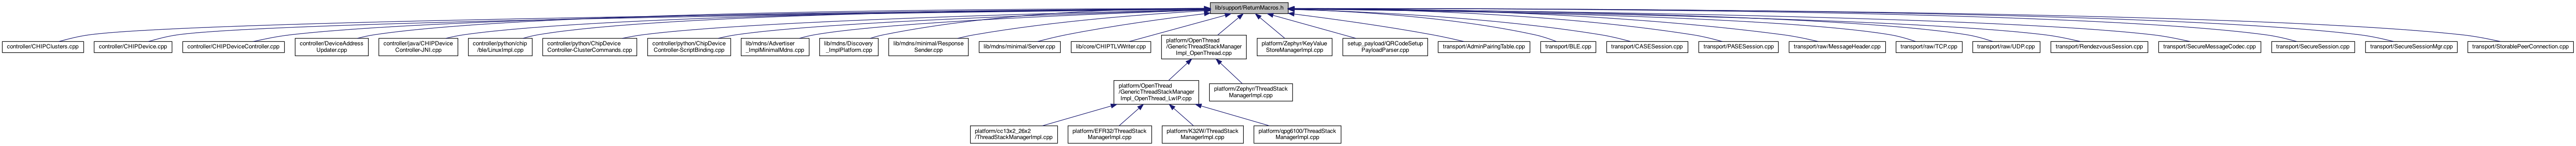 lib/support/ReturnMacros.h
controller/CHIPClusters.cpp
controller/CHIPDevice.cpp
controller/CHIPDeviceController.cpp
controller/DeviceAddress
Updater.cpp
controller/java/CHIPDevice
Controller-JNI.cpp
controller/python/chip
/ble/LinuxImpl.cpp
controller/python/ChipDevice
Controller-ClusterCommands.cpp
controller/python/ChipDevice
Controller-ScriptBinding.cpp
lib/mdns/Advertiser
_ImplMinimalMdns.cpp
lib/mdns/Discovery
_ImplPlatform.cpp
lib/mdns/minimal/Response
Sender.cpp
lib/mdns/minimal/Server.cpp
lib/core/CHIPTLVWriter.cpp
platform/OpenThread
/GenericThreadStackManager
Impl_OpenThread.cpp
platform/Zephyr/KeyValue
StoreManagerImpl.cpp
setup_payload/QRCodeSetup
PayloadParser.cpp
transport/AdminPairingTable.cpp
transport/BLE.cpp
transport/CASESession.cpp
transport/PASESession.cpp
transport/raw/MessageHeader.cpp
transport/raw/TCP.cpp
transport/raw/UDP.cpp
transport/RendezvousSession.cpp
transport/SecureMessageCodec.cpp
transport/SecureSession.cpp
transport/SecureSessionMgr.cpp
transport/StorablePeerConnection.cpp
platform/OpenThread
/GenericThreadStackManager
Impl_OpenThread_LwIP.cpp
platform/Zephyr/ThreadStack
ManagerImpl.cpp
platform/cc13x2_26x2
/ThreadStackManagerImpl.cpp
platform/EFR32/ThreadStack
ManagerImpl.cpp
platform/K32W/ThreadStack
ManagerImpl.cpp
platform/qpg6100/ThreadStack
ManagerImpl.cpp